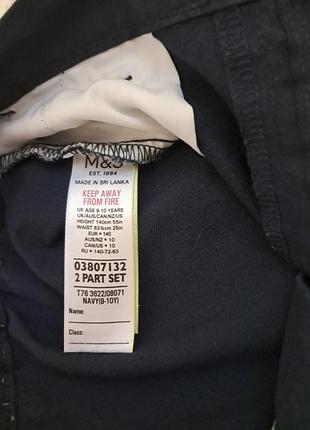 M&S
EST. 1884
MADE IN SRI LANKA
KEEP AWAY
FROM FIRE
UK AGE 9-10 YEARS
UK/AUS/CAN/NZ/US
HEIGHT 140cm 55in
WAIST 63½cm 25in
EUR • 140
AUS/NZ • 10
CAN/US • 10
RU • 140-72-63
03807132
2 PART SET
T76 3622/08071
NAVY(9-10Y)
Name:
Class: